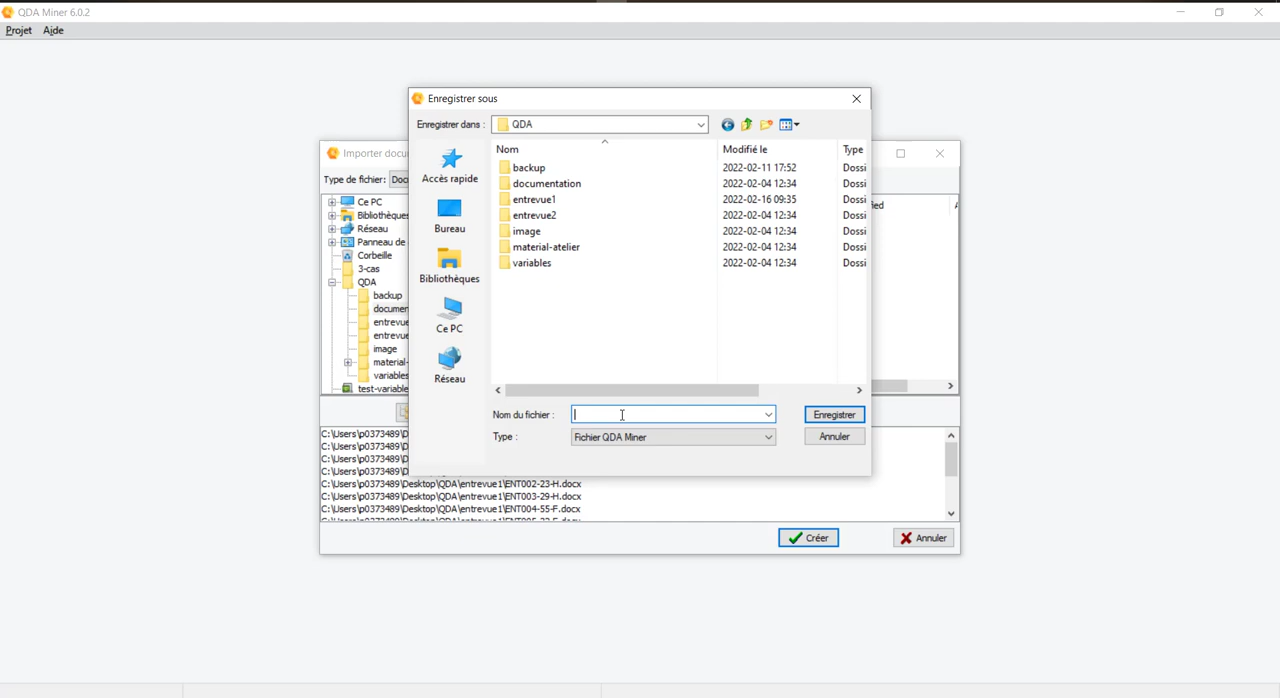 QDA Miner 6.0.2
Projet Aide
Enregistrer sous
Enregistrer dans : QDA
Nom Modifié le Type
backup 2022-02-11 17:52 Dossi
documentation 2022-02-04 12:34 Dossi
entrevue1 2022-02-16 09:35 Dossi
entrevue2 2022-02-04 12:34 Dossi
image 2022-02-04 12:34 Dossi
material-atelier 2022-02-04 12:34 Dossi
variables 2022-02-04 12:34 Dossi
Accès rapide
Bureau
Bibliothèques
Ce PC
Réseau
Nom du fichier :
Enregistrer
Type : Fichier QDA Miner
Annuler
Importer docu
Type de fichier: Doc
Ce PC
Bibliothèques
Réseau
Panneau de
Corbeille
3-cas
QDA
backup
documen
entrevue
entrevue
image
material-
variables
test-variable
C:\Users\p0373489\D
C:\Users\p0373489\D
C:\Users\p0373489\D
C:\Users\p0373489\Desktop\QDA\entrevue1\ENT002-23-H.docx
C:\Users\p0373489\Desktop\QDA\entrevue1\ENT003-29-H.docx
C:\Users\p0373489\Desktop\QDA\entrevue1\ENT004-55-F.docx
Créer
Annuler